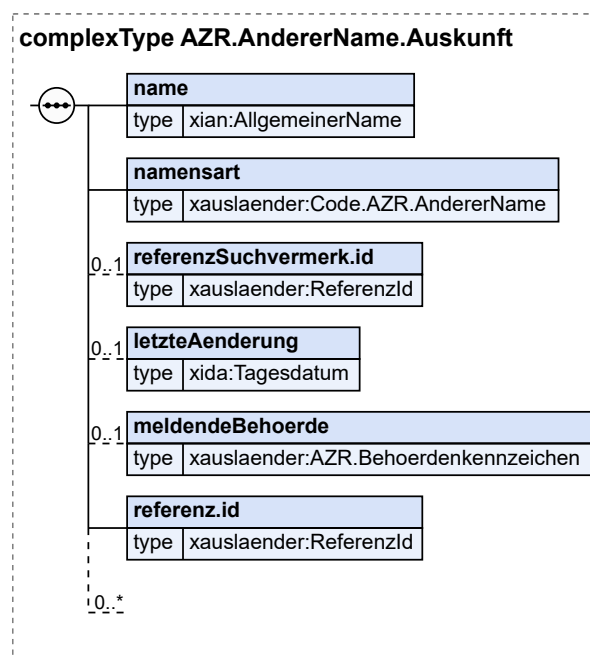 complexType AZR.AndererName.Auskunft
name
type xian:AllgemeinerName
namensart
type xauslaender:Code.AZR.AndererName
0..1 referenzSuchvermerk.id
type xauslaender:ReferenzId
0..1 letzteAenderung
type xida:Tagesdatum
0..1 meldendeBehoerde
type xauslaender:AZR.Behoerdenkennzeichen
referenz.id
type xauslaender:ReferenzId
0..*